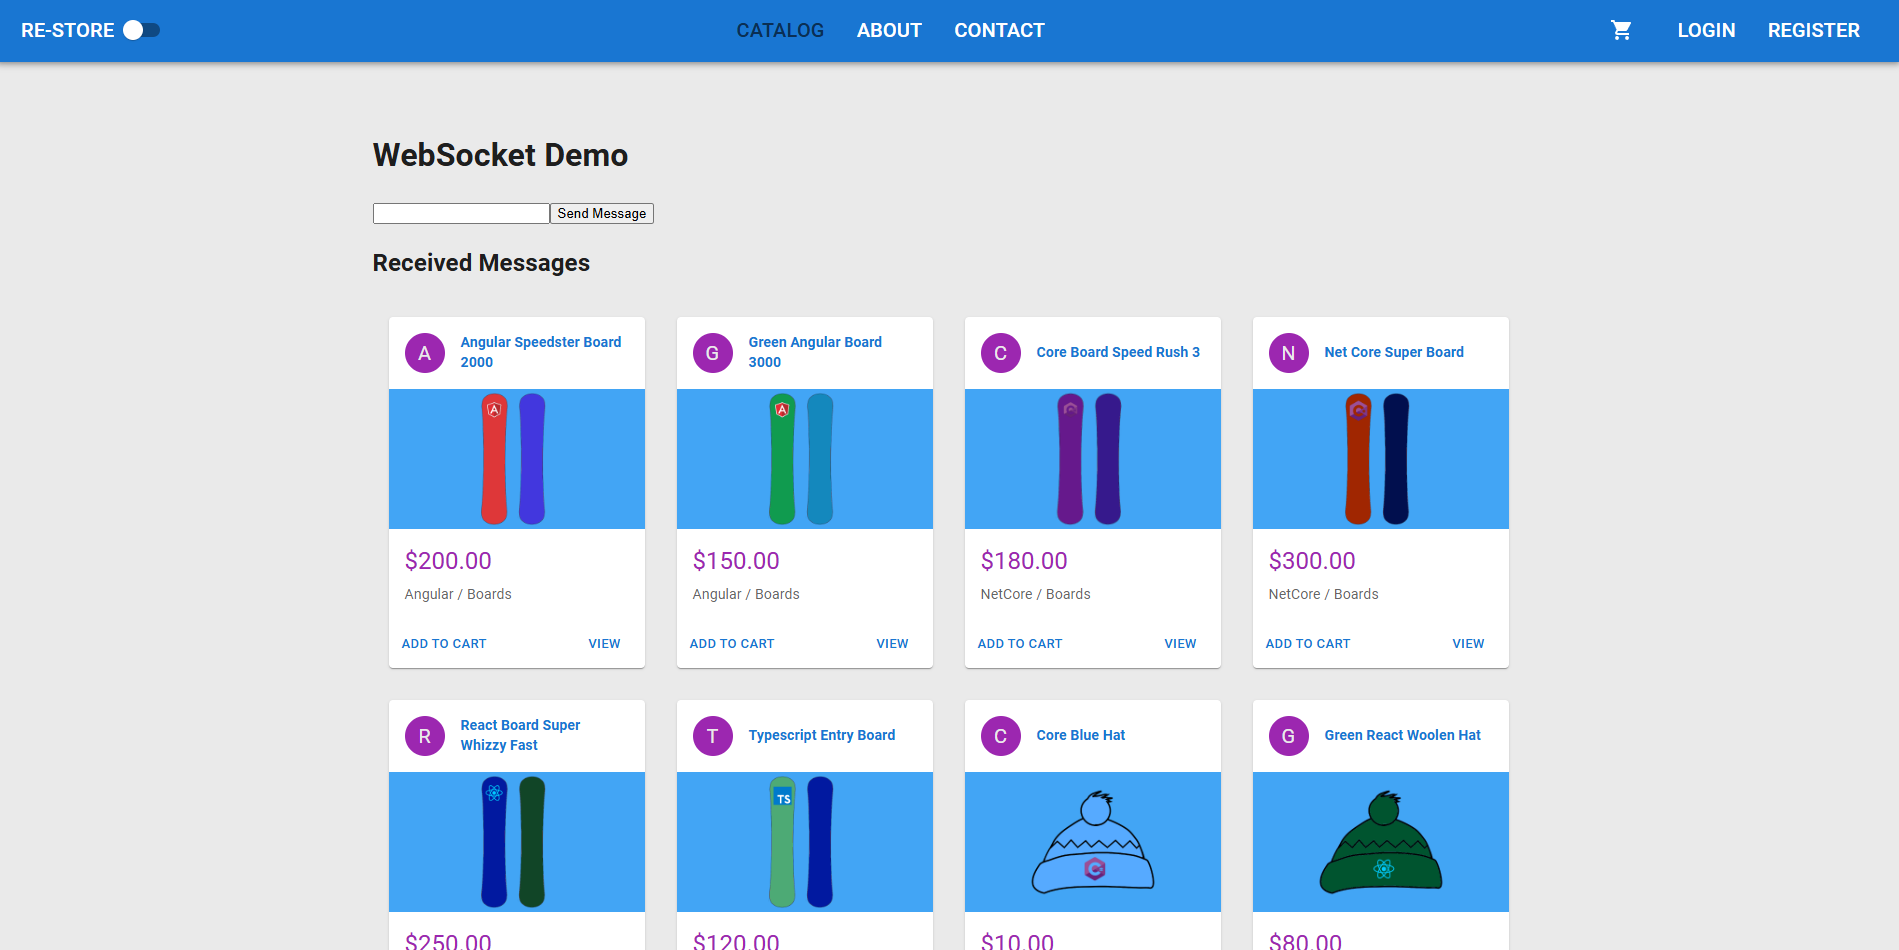 RE-STORE CATALOG ABOUT CONTACT LOGIN REGISTER
WebSocket Demo
Send Message
Received Messages
A Angular Speedster Board
2000
G Green Angular Board
3000
C Core Board Speed Rush 3
N Net Core Super Board
$200.00
Angular / Boards
ADD TO CART VIEW
$150.00
Angular / Boards
ADD TO CART VIEW
$180.00
NetCore / Boards
ADD TO CART VIEW
$300.00
NetCore / Boards
ADD TO CART VIEW
R React Board Super
Whizzy Fast
T Typescript Entry Board
TS
C Core Blue Hat
G Green React Woolen Hat
$250.00
$120.00
$10.00
$80.00